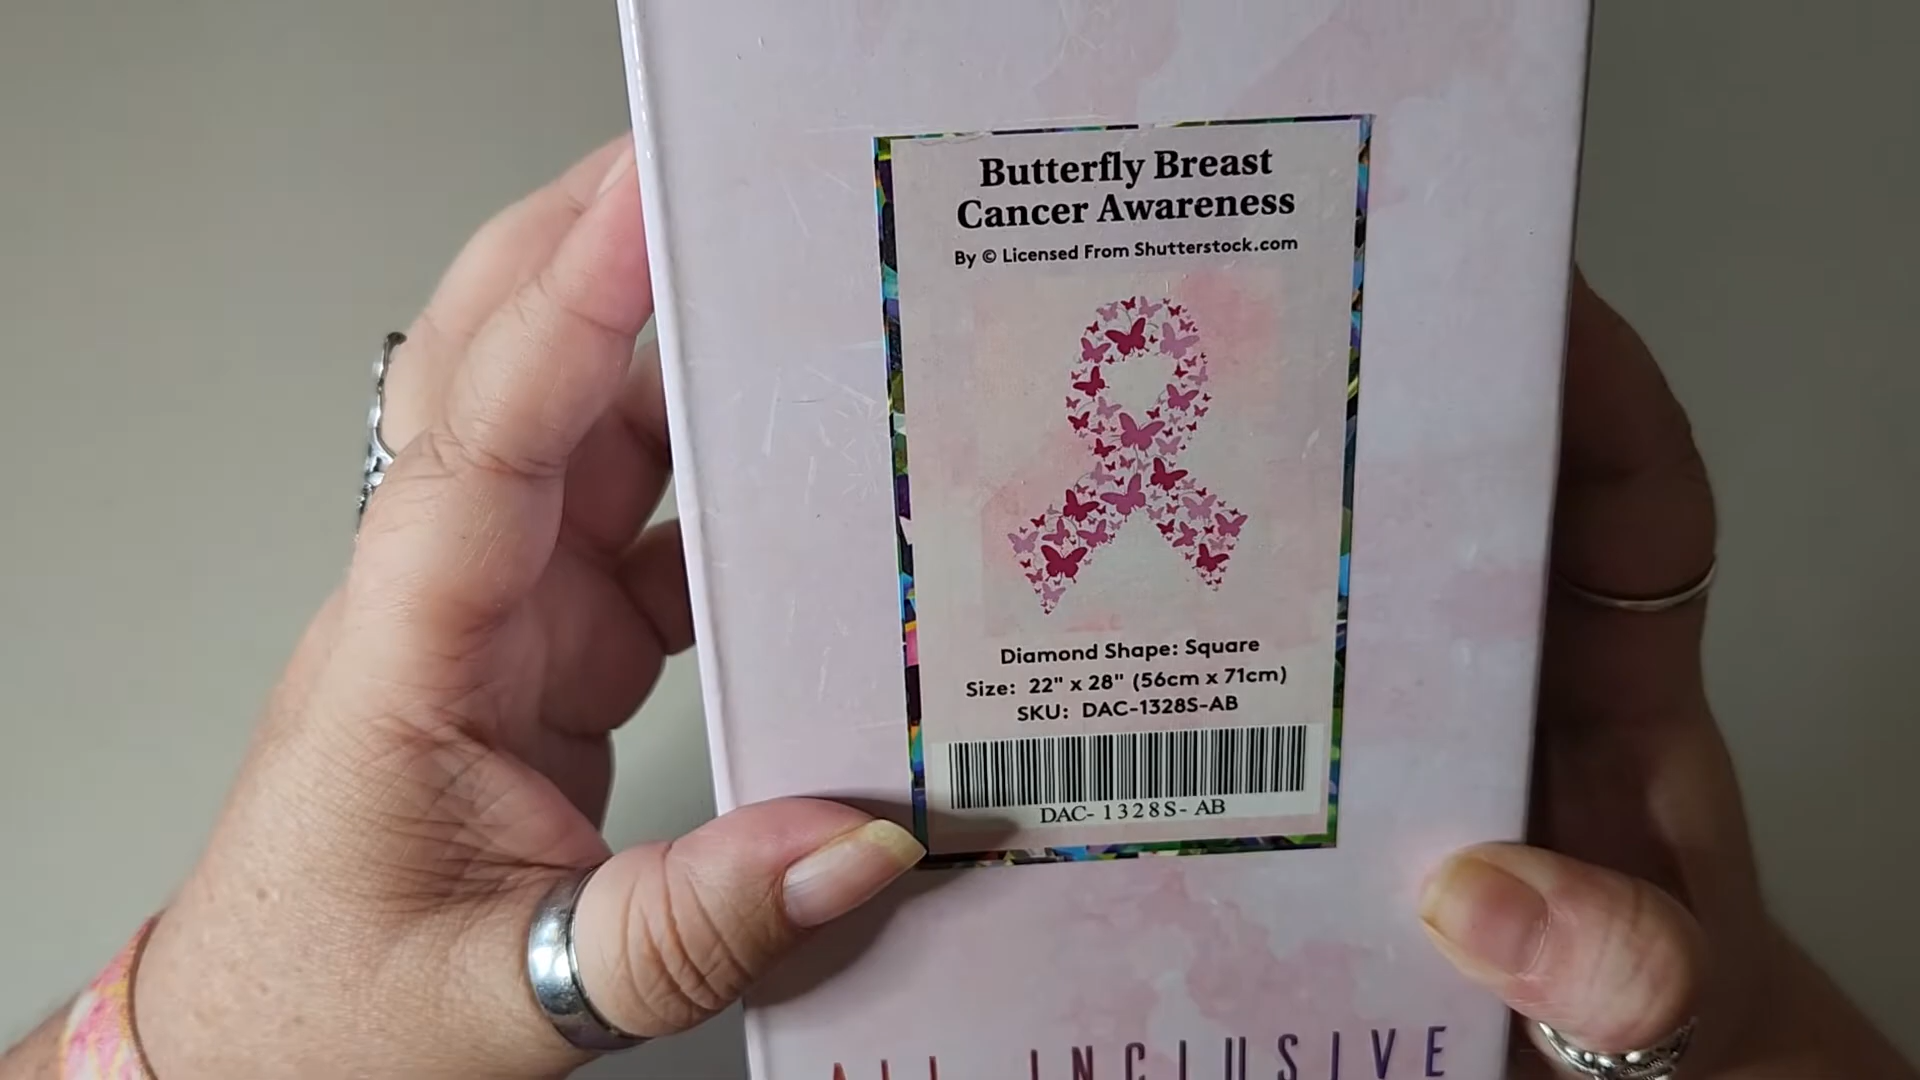 Butterfly Breast
Cancer Awareness
By © Licensed From Shutterstock.com
Diamond Shape: Square
Size: 22" x 28" (56cm x 71cm)
SKU: DAC-1328S-AB
DAC- 1328S- AB
ALL INCLUSIVE